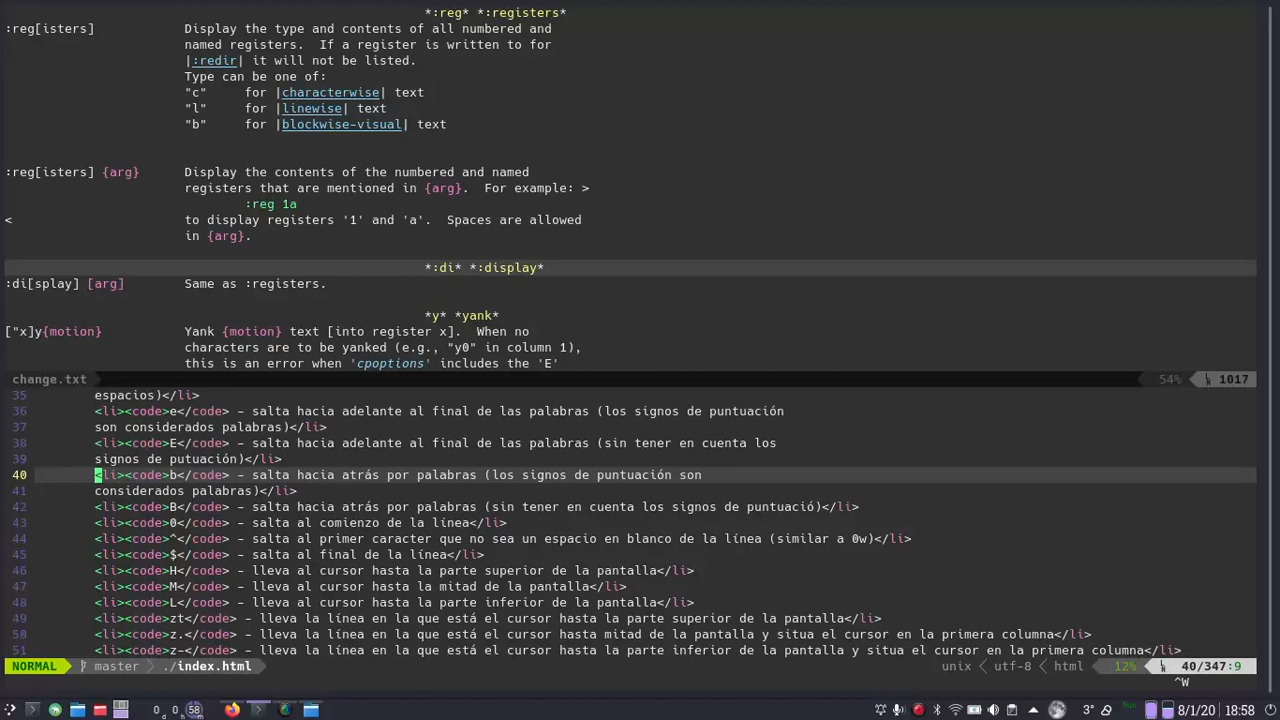 *:reg* *:registers*
:reg[isters] Display the type and contents of all numbered and
named registers. If a register is written to for
|:redir| it will not be listed.
Type can be one of:
"c" for |characterwise| text
"l" for |linewise| text
"b" for |blockwise-visual| text
:reg[isters] {arg} Display the contents of the numbered and named
registers that are mentioned in {arg}. For example: >
:reg 1a
< to display registers '1' and 'a'. Spaces are allowed
in {arg}.
*:di* *:display*
:di[splay] [arg] Same as :registers.
*y* *yank*
["x]y{motion} Yank {motion} text [into register x]. When no
characters are to be yanked (e.g., "y0" in column 1),
this is an error when 'cpoptions' includes the 'E'
change.txt 54% 1017
35 espacios)</li>
36 <li><code>e</code> - salta hacia adelante al final de las palabras (los signos de puntuación
37 son considerados palabras)</li>
38 <li><code>E</code> - salta hacia adelante al final de las palabras (sin tener en cuenta los
39 signos de putuación)</li>
40 <li><code>b</code> - salta hacia atrás por palabras (los signos de puntuación son
41 considerados palabras)</li>
42 <li><code>B</code> - salta hacia atrás por palabras (sin tener en cuenta los signos de puntuació)</li>
43 <li><code>0</code> - salta al comienzo de la línea</li>
44 <li><code>^</code> - salta al primer caracter que no sea un espacio en blanco de la línea (similar a 0w)</li>
45 <li><code>$</code> - salta al final de la línea</li>
46 <li><code>H</code> - lleva al cursor hasta la parte superior de la pantalla</li>
47 <li><code>M</code> - lleva al cursor hasta la mitad de la pantalla</li>
48 <li><code>L</code> - lleva al cursor hasta la parte inferior de la pantalla</li>
49 <li><code>zt</code> - lleva la línea en la que está el cursor hasta la parte superior de la pantalla</li>
50 <li><code>z.</code> - lleva la línea en la que está el cursor hasta mitad de la pantalla y situa el cursor en la primera columna</li>
51 <li><code>z-</code> - lleva la línea en la que está el cursor hasta la parte inferior de la pantalla y situa el cursor en la primera columna</li>
NORMAL master ./index.html unix utf-8 html 12% 40/347:9
^W
0 0 58 3° 8/1/20 18:58